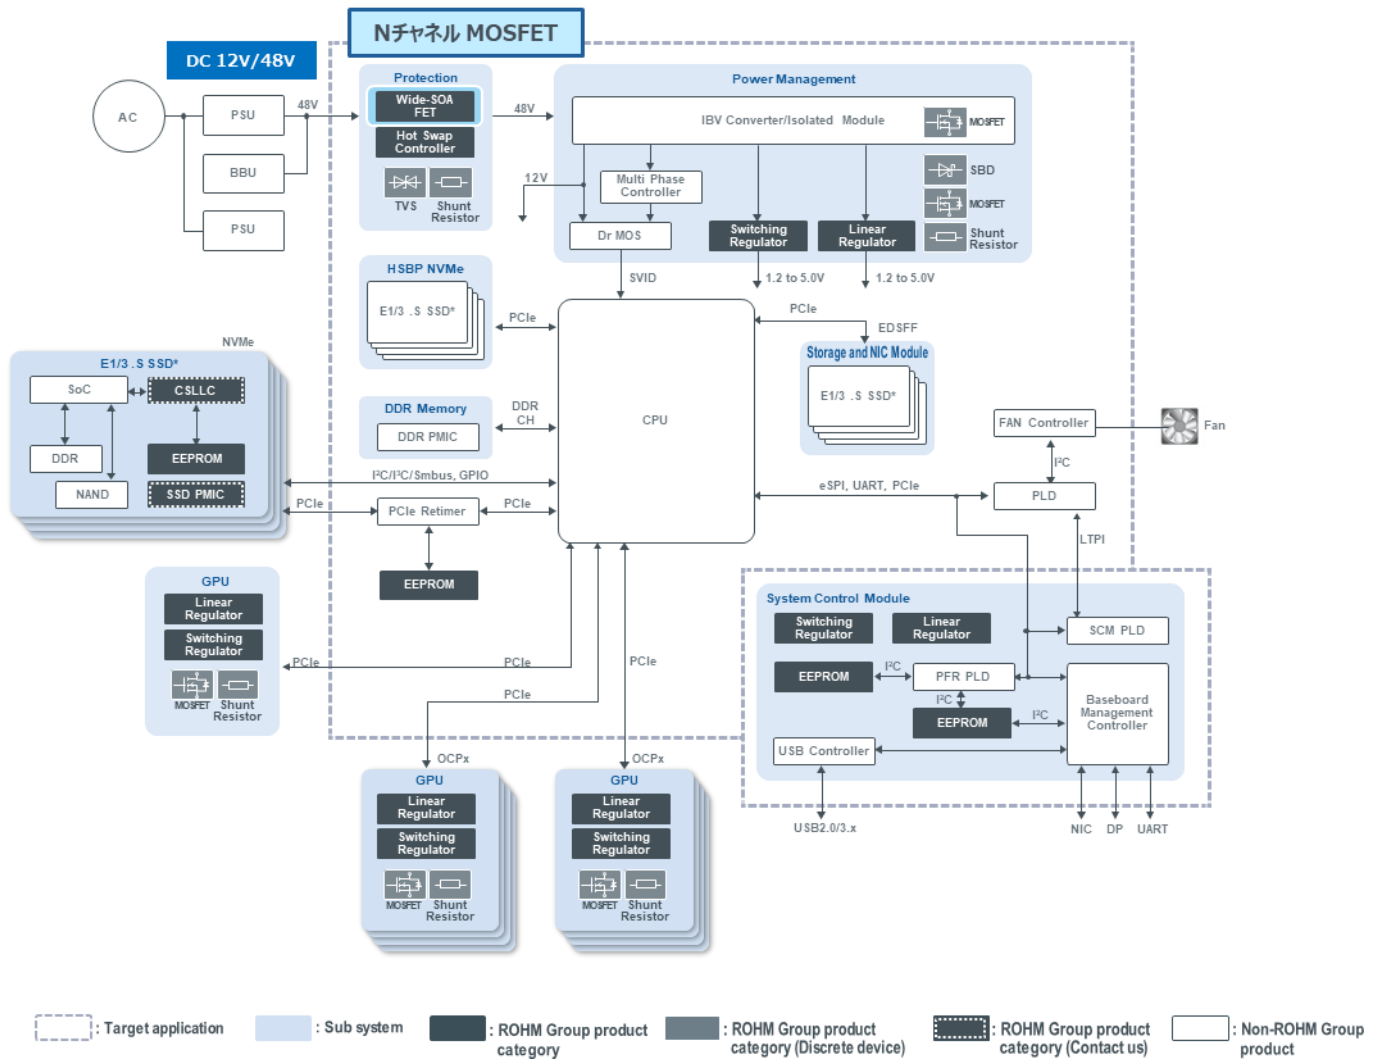 Nチャネル MOSFET
DC 12V/48V
AC
PSU
BBU
PSU
48V
Protection
Wide-SOA
FET
Hot Swap
Controller
TVS
Shunt
Resistor
48V
Power Management
IBV Converter/Isolated Module
MOSFET
12V
Multi Phase
Controller
SBD
MOSFET
Dr MOS
Switching
Regulator
Linear
Regulator
Shunt
Resistor
SVID
1.2 to 5.0V
1.2 to 5.0V
HSBP NVMe
E1/3 .S SSD*
PCIe
PCIe
EDSFF
Storage and NIC Module
E1/3 .S SSD*
CPU
NVMe
E1/3 .S SSD*
SoC
CSLLC
DDR
EEPROM
NAND
SSD PMIC
DDR Memory
DDR PMIC
DDR
CH
I²C/I³C/Smbus, GPIO
PCIe
PCIe Retimer
PCIe
EEPROM
FAN Controller
Fan
I²C
eSPI, UART, PCIe
PLD
LTPI
GPU
Linear
Regulator
Switching
Regulator
MOSFET
Shunt
Resistor
PCIe
PCIe
PCIe
PCIe
System Control Module
Switching
Regulator
Linear
Regulator
SCM PLD
EEPROM
I²C
PFR PLD
I²C
EEPROM
I²C
Baseboard
Management
Controller
USB Controller
USB2.0/3.x
NIC
DP
UART
OCPx
GPU
Linear
Regulator
Switching
Regulator
MOSFET
Shunt
Resistor
OCPx
GPU
Linear
Regulator
Switching
Regulator
MOSFET
Shunt
Resistor
: Target application
: Sub system
: ROHM Group product
category
: ROHM Group product
category (Discrete device)
: ROHM Group product
category (Contact us)
: Non-ROHM Group
product